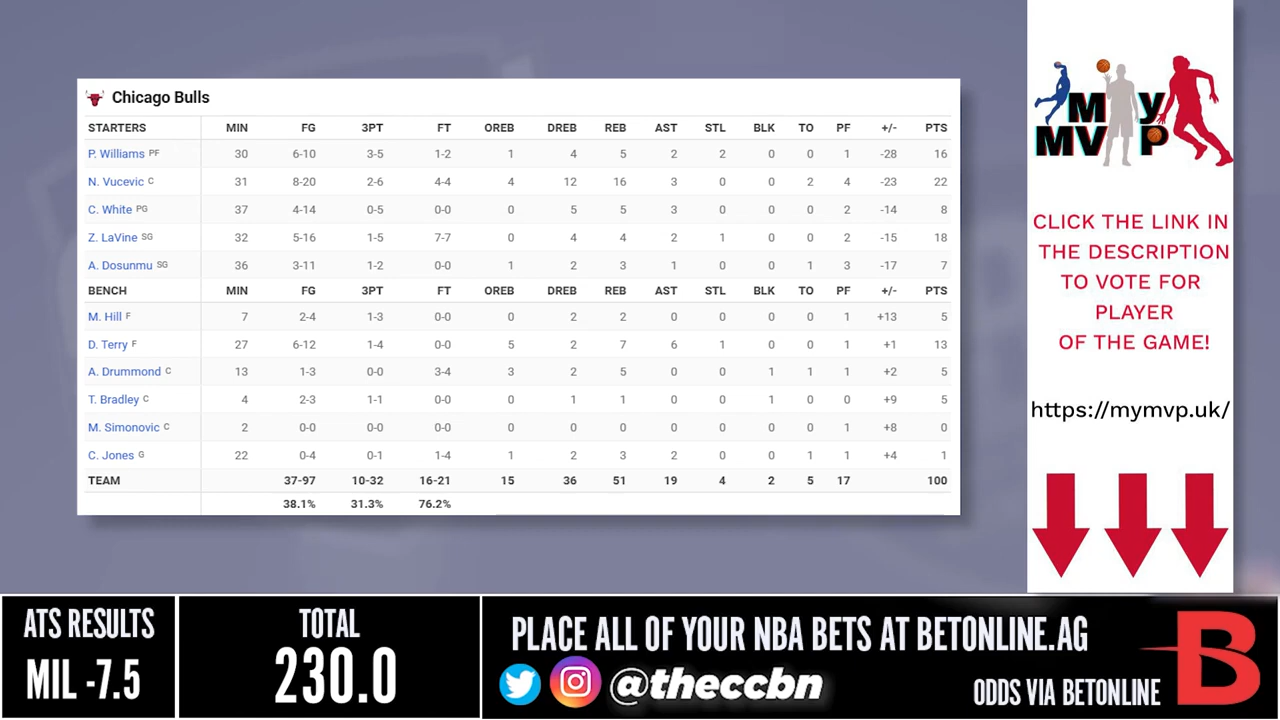 Chicago Bulls
STARTERS MIN FG 3PT FT OREB DREB REB AST STL BLK TO PF +/- PTS
P. Williams PF 30 6-10 3-5 1-2 1 4 5 2 2 0 0 1 -28 16
N. Vucevic C 31 8-20 2-6 4-4 4 12 16 3 0 0 2 4 -23 22
C. White PG 37 4-14 0-5 0-0 0 5 5 3 0 0 0 2 -14 8
Z. LaVine SG 32 5-16 1-5 7-7 0 4 4 2 1 0 0 2 -15 18
A. Dosunmu SG 36 3-11 1-2 0-0 1 2 3 1 0 0 1 3 -17 7
BENCH MIN FG 3PT FT OREB DREB REB AST STL BLK TO PF +/- PTS
M. Hill F 7 2-4 1-3 0-0 0 2 2 0 0 0 0 1 +13 5
D. Terry F 27 6-12 1-4 0-0 5 2 7 6 1 0 0 1 +1 13
A. Drummond C 13 1-3 0-0 3-4 3 2 5 0 0 1 1 1 +2 5
T. Bradley C 4 2-3 1-1 0-0 0 1 1 0 0 1 0 0 +9 5
M. Simonovic C 2 0-0 0-0 0-0 0 0 0 0 0 0 0 1 +8 0
C. Jones G 22 0-4 0-1 1-4 1 2 3 2 0 0 1 1 +4 1
TEAM 37-97 10-32 16-21 15 36 51 19 4 2 5 17 100
38.1% 31.3% 76.2%
My
MVP
CLICK THE LINK IN
THE DESCRIPTION
TO VOTE FOR
PLAYER
OF THE GAME!
https://mymvp.uk/
ATS RESULTS
MIL -7.5
TOTAL
230.0
PLACE ALL OF YOUR NBA BETS AT BETONLINE.AG
@theccbn
ODDS VIA BETONLINE
B